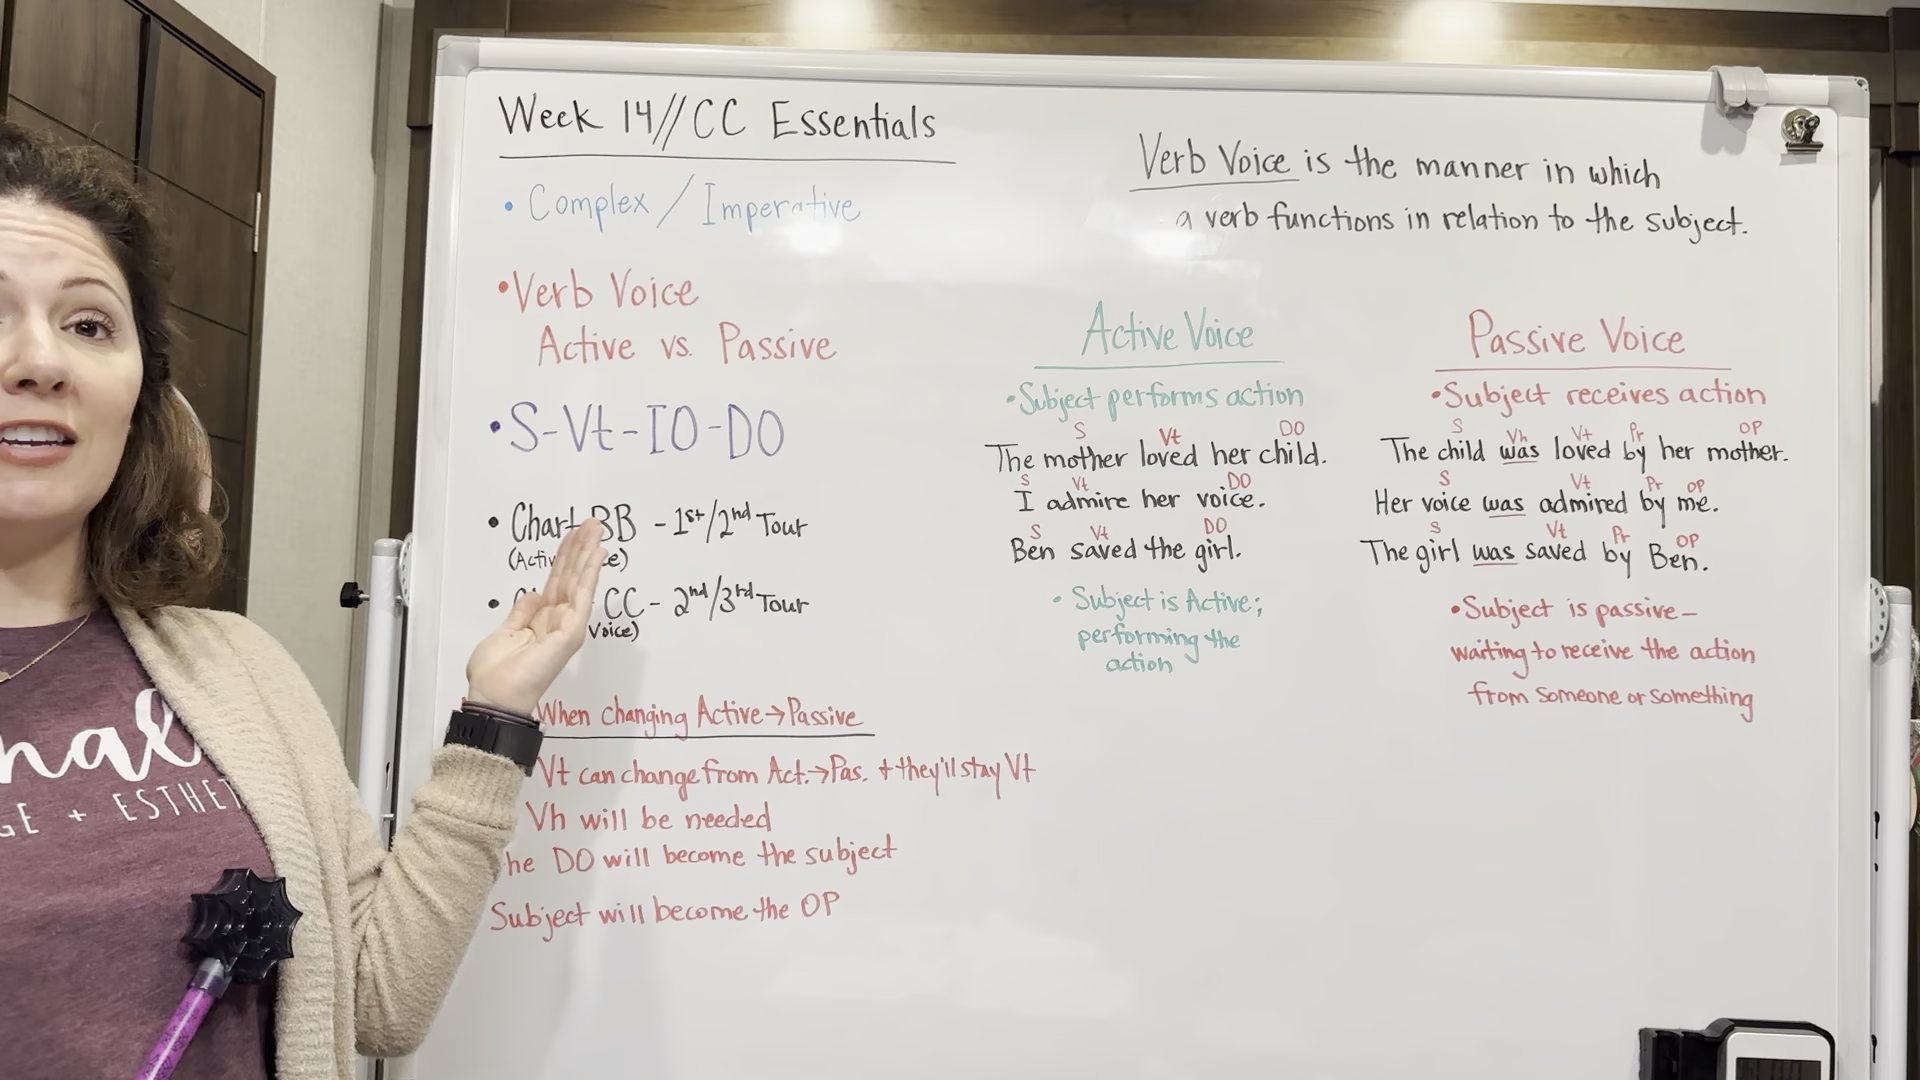 Week 14//CC Essentials
• Complex / Imperative
• Verb Voice
Active vs. Passive
• S-Vt-IO-DO
• Chart BB - 1st/2nd Tour
• CC - 2nd/3rd Tour
Voice)
When changing Active→Passive
Vt can change from Act.→Pas. + they'll stay Vt
Vh will be needed
he DO will become the subject
Subject will become the OP
Verb Voice is the manner in which
a verb functions in relation to the subject.
Active Voice
• Subject performs action
S Vt DO
The mother loved her child.
S Vt DO
I admire her voice.
S Vt DO
Ben saved the girl.
• Subject is Active;
performing the
action
Passive Voice
• Subject receives action
S Vh Vt Pr OP
The child was loved by her mother.
S Vt Pr OP
Her voice was admired by me.
S Vt Pr OP
The girl was saved by Ben.
• Subject is passive—
waiting to receive the action
from someone or something
nal
GE + ESTHET